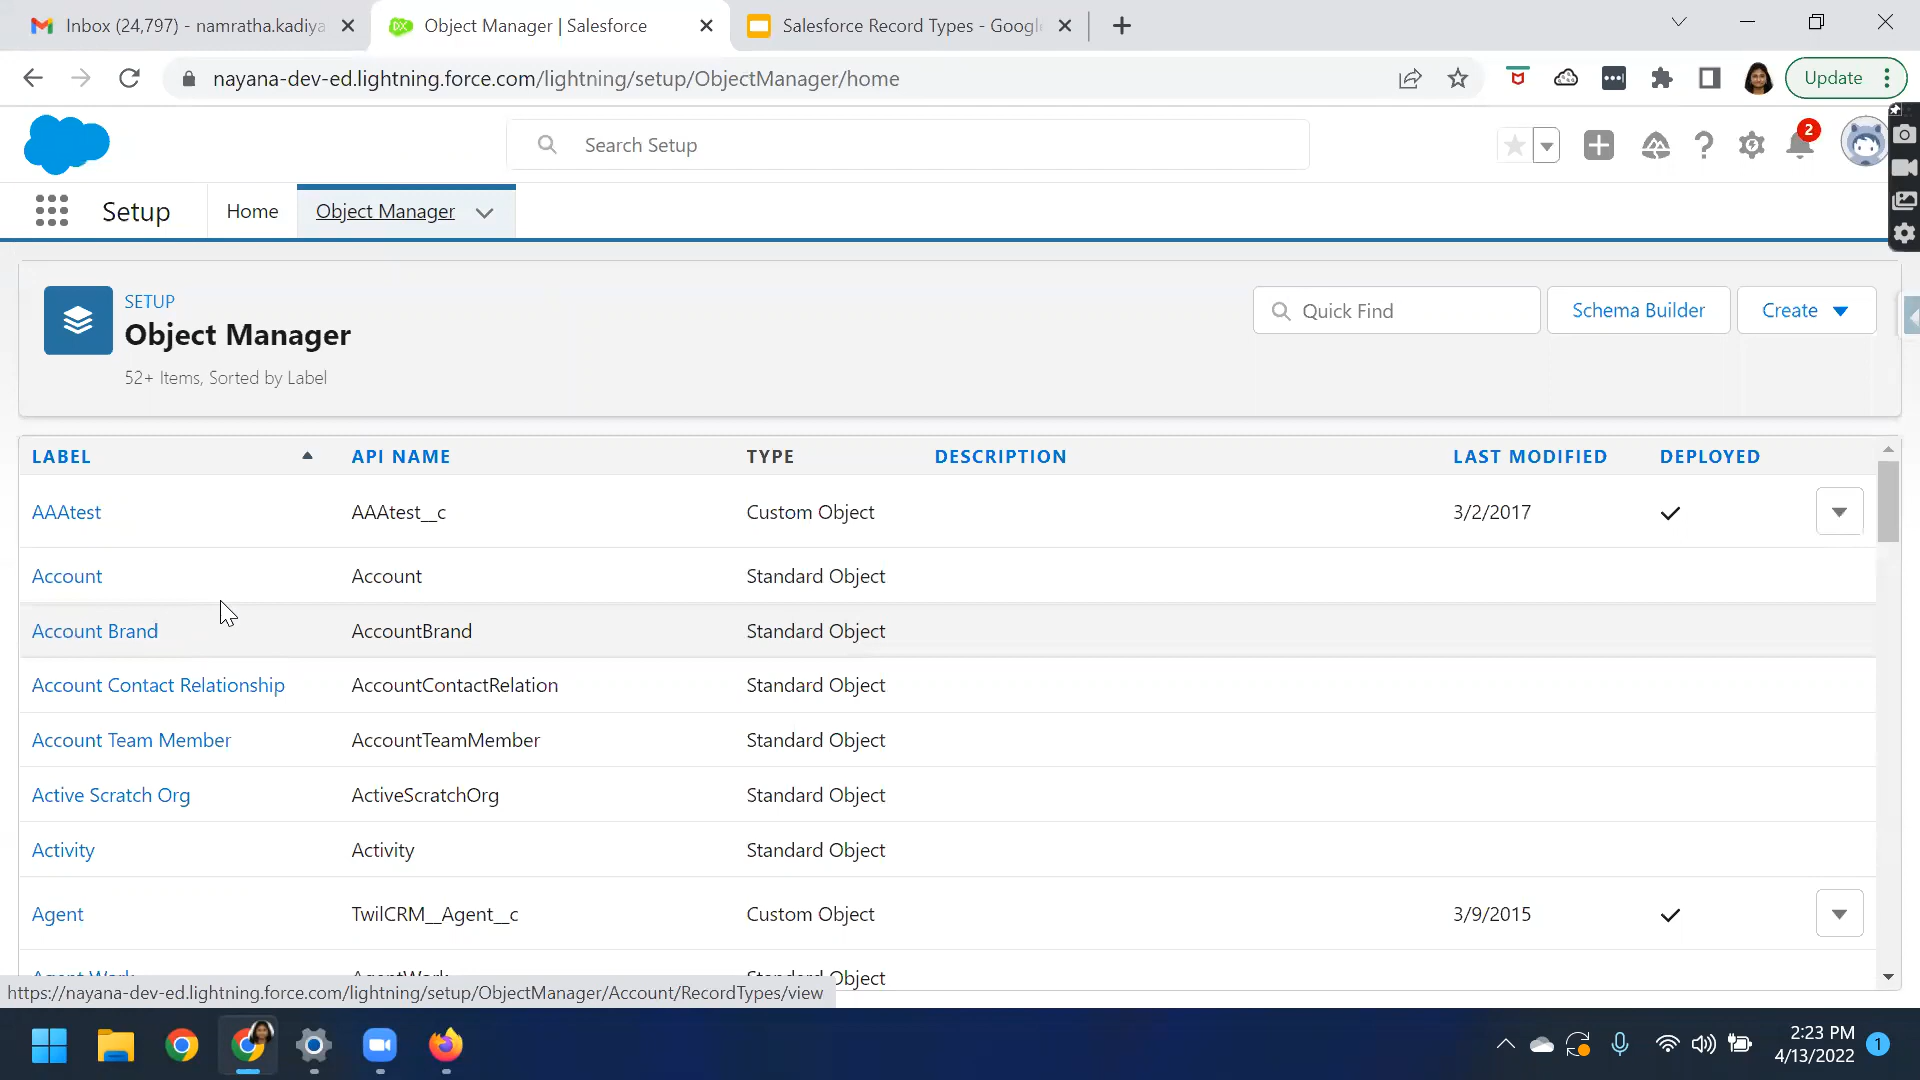 Inbox (24,797) - namratha.kadiya
Object Manager | Salesforce
Salesforce Record Types - Google
nayana-dev-ed.lightning.force.com/lightning/setup/ObjectManager/home
Update
Search Setup
2
Setup
Home
Object Manager
SETUP
Object Manager
52+ Items, Sorted by Label
Quick Find
Schema Builder
Create
LABEL API NAME TYPE DESCRIPTION LAST MODIFIED DEPLOYED
AAAtest AAAtest__c Custom Object 3/2/2017
Account Account Standard Object
Account Brand AccountBrand Standard Object
Account Contact Relationship AccountContactRelation Standard Object
Account Team Member AccountTeamMember Standard Object
Active Scratch Org ActiveScratchOrg Standard Object
Activity Activity Standard Object
Agent TwilCRM__Agent__c Custom Object 3/9/2015
Agent Work AgentWork Standard Object
https://nayana-dev-ed.lightning.force.com/lightning/setup/ObjectManager/Account/RecordTypes/view
2:23 PM
4/13/2022
1